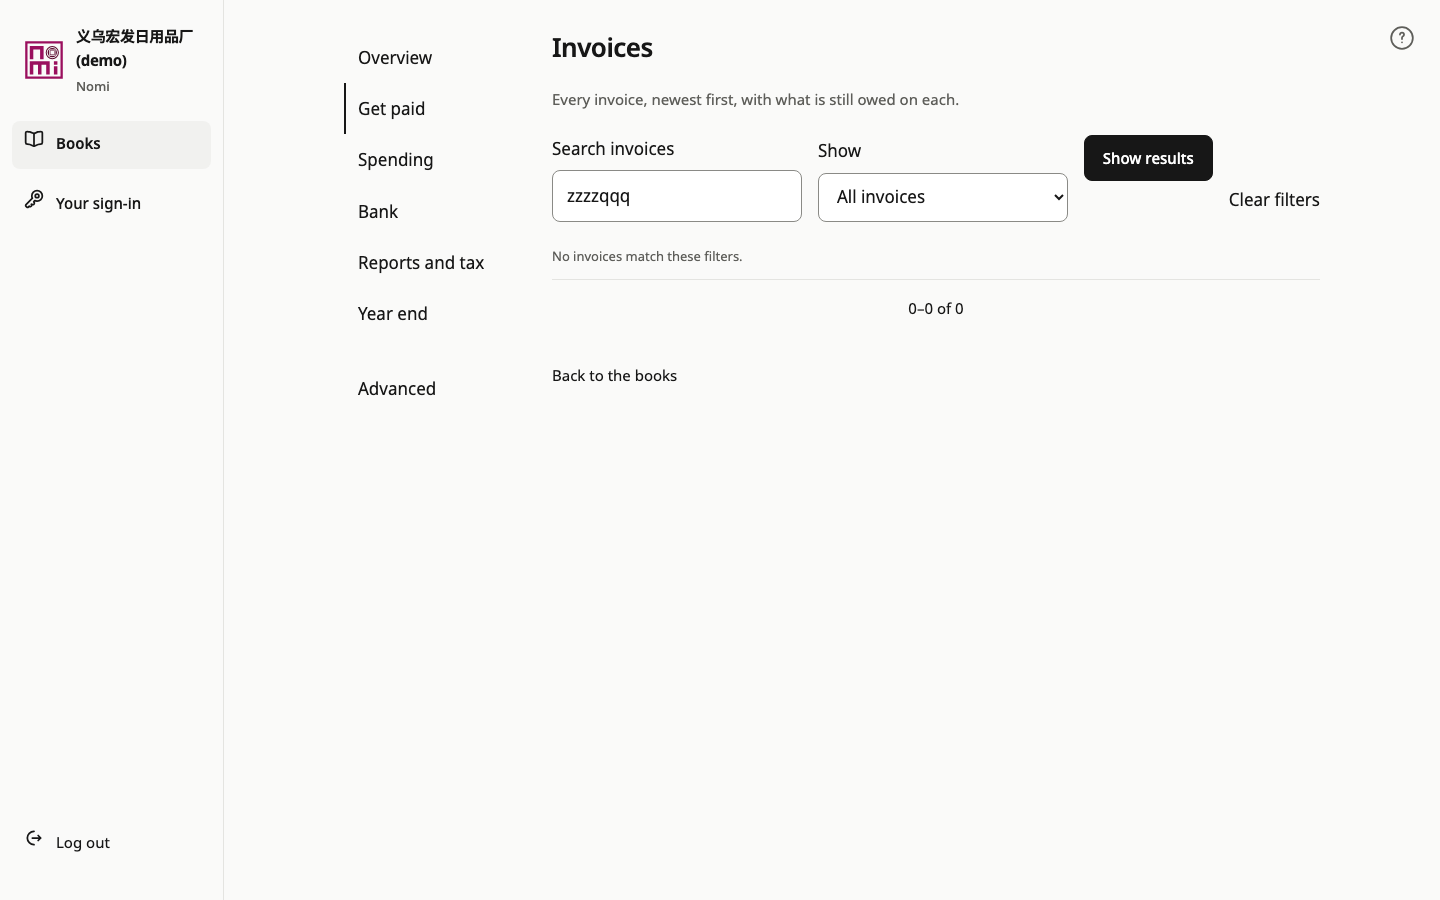 义乌宏发日用品厂
(demo)
Nomi
Books
Your sign-in
Log out
Overview
Get paid
Spending
Bank
Reports and tax
Year end
Advanced
Invoices
Every invoice, newest first, with what is still owed on each.
Search invoices
zzzzqqq
Show
All invoices
Show results
Clear filters
No invoices match these filters.
0–0 of 0
Back to the books